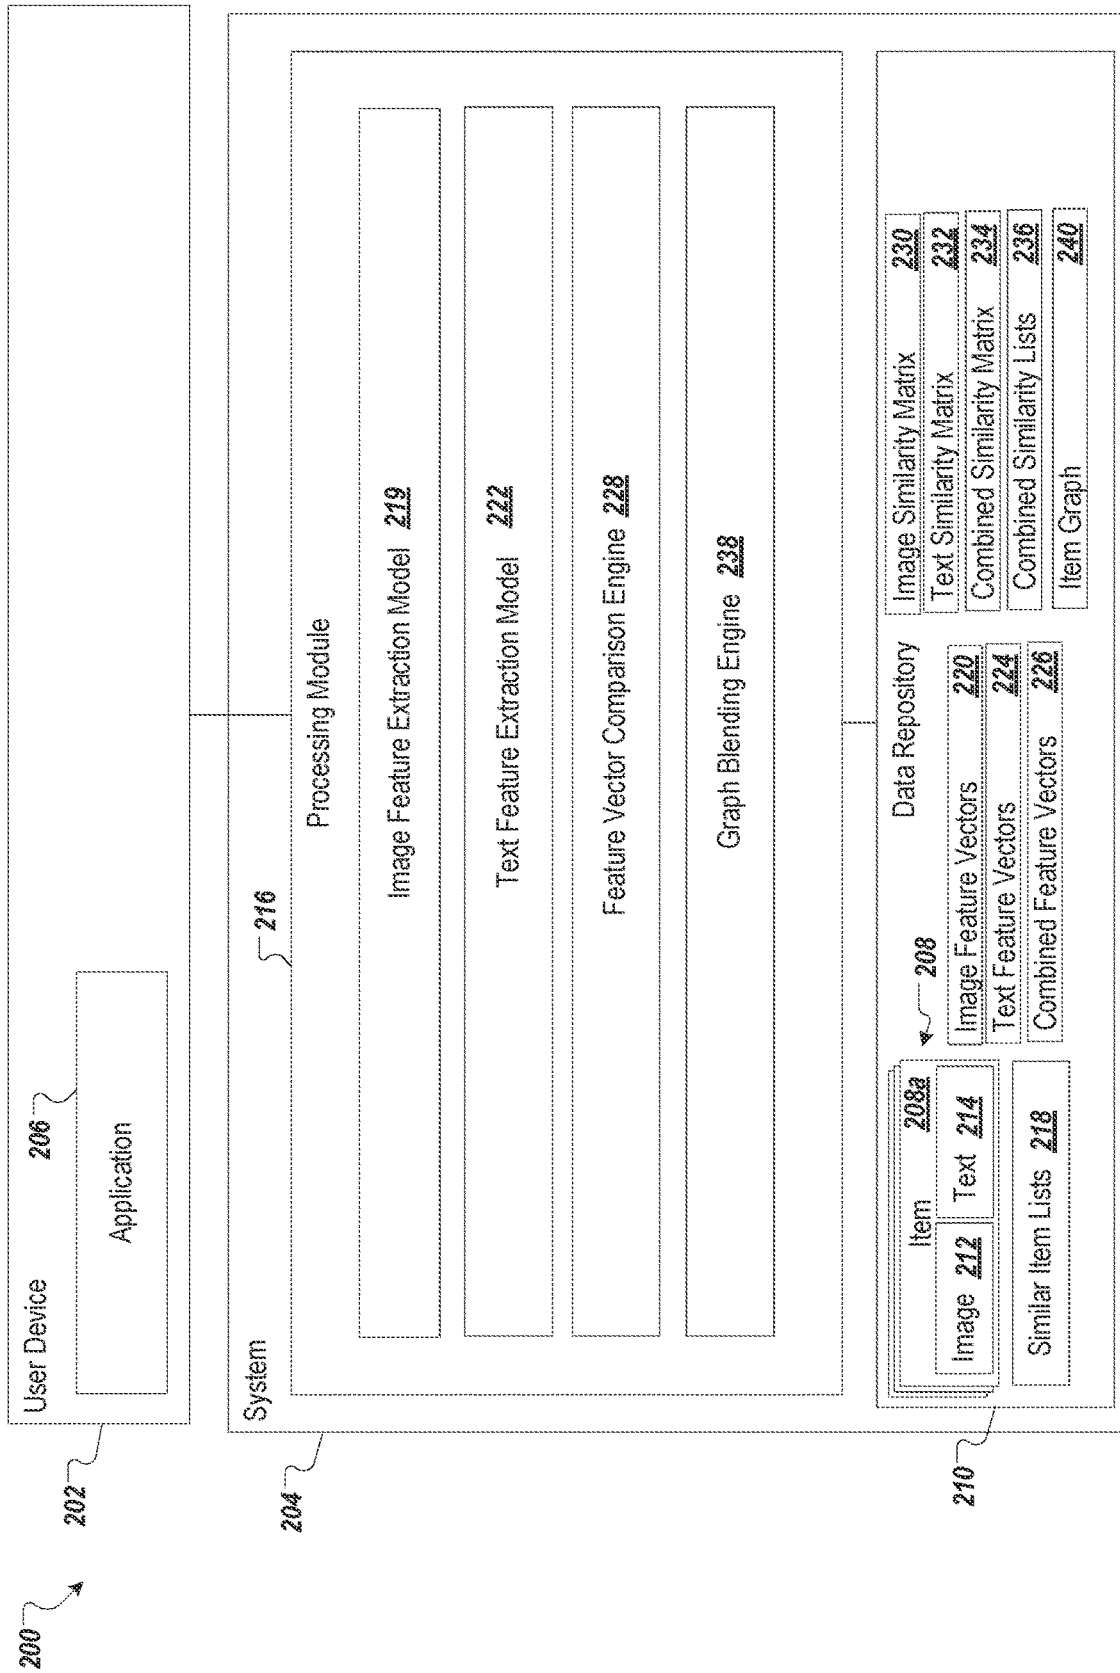 200
202
User Device
206
Application
204
System
216
Processing Module
Image Feature Extraction Model 219
Text Feature Extraction Model 222
Feature Vector Comparison Engine 228
Graph Blending Engine 238
210
Data Repository
208
Item 208a
Image 212
Text 214
Similar Item Lists 218
Image Feature Vectors 220
Text Feature Vectors 224
Combined Feature Vectors 226
Image Similarity Matrix 230
Text Similarity Matrix 232
Combined Similarity Matrix 234
Combined Similarity Lists 236
Item Graph 240